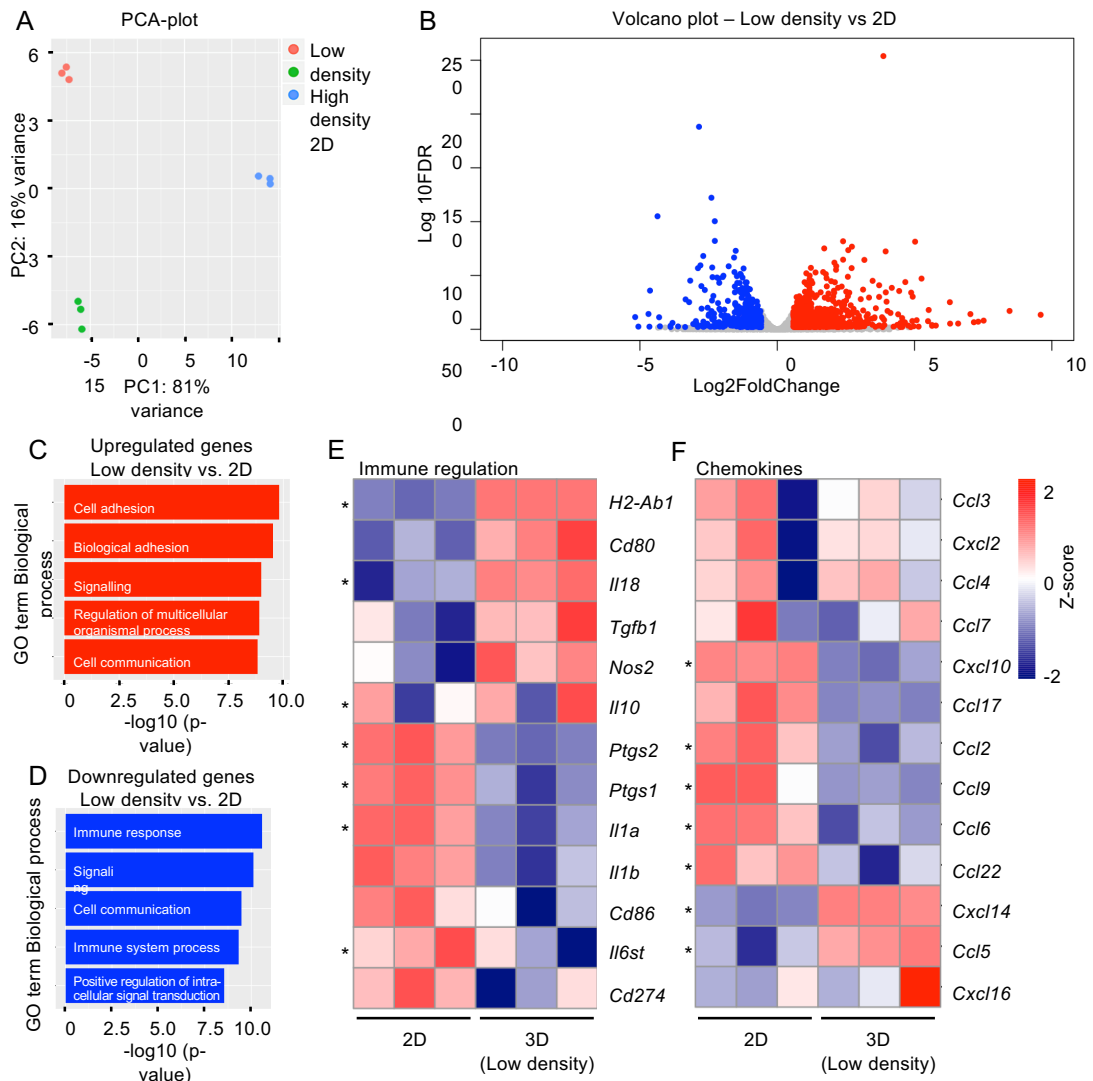 A
PCA-plot
6
3
0
-3
-6
PC2: 16% variance
-5 0 5 10
15 PC1: 81%
variance
Low
density
High
density
2D
B
Volcano plot – Low density vs 2D
Log 10FDR
25
0
20
0
15
0
10
0
50
0
-10 -5 0 5 10
Log2FoldChange
C
Upregulated genes
Low density vs. 2D
GO term Biological
process
Cell adhesion
Biological adhesion
Signalling
Regulation of multicellular
organismal process
Cell communication
0 2.5 5.0 7.5 10.0
-log10 (p-
value)
D
Downregulated genes
Low density vs. 2D
GO term Biological process
Immune response
Signali
ng
Cell communication
Immune system process
Positive regulation of intra-
cellular signal transduction
0 2.5 5.0 7.5 10.0
-log10 (p-
value)
E
Immune regulation
* H2-Ab1
Cd80
* Il18
Tgfb1
Nos2
* Il10
* Ptgs2
* Ptgs1
* Il1a
Il1b
Cd86
* Il6st
Cd274
2D 3D
(Low density)
F
Chemokines
Ccl3
Cxcl2
Ccl4
Ccl7
* Cxcl10
Ccl17
* Ccl2
* Ccl9
* Ccl6
* Ccl22
* Cxcl14
* Ccl5
Cxcl16
2D 3D
(Low density)
2
0
-2
Z-score